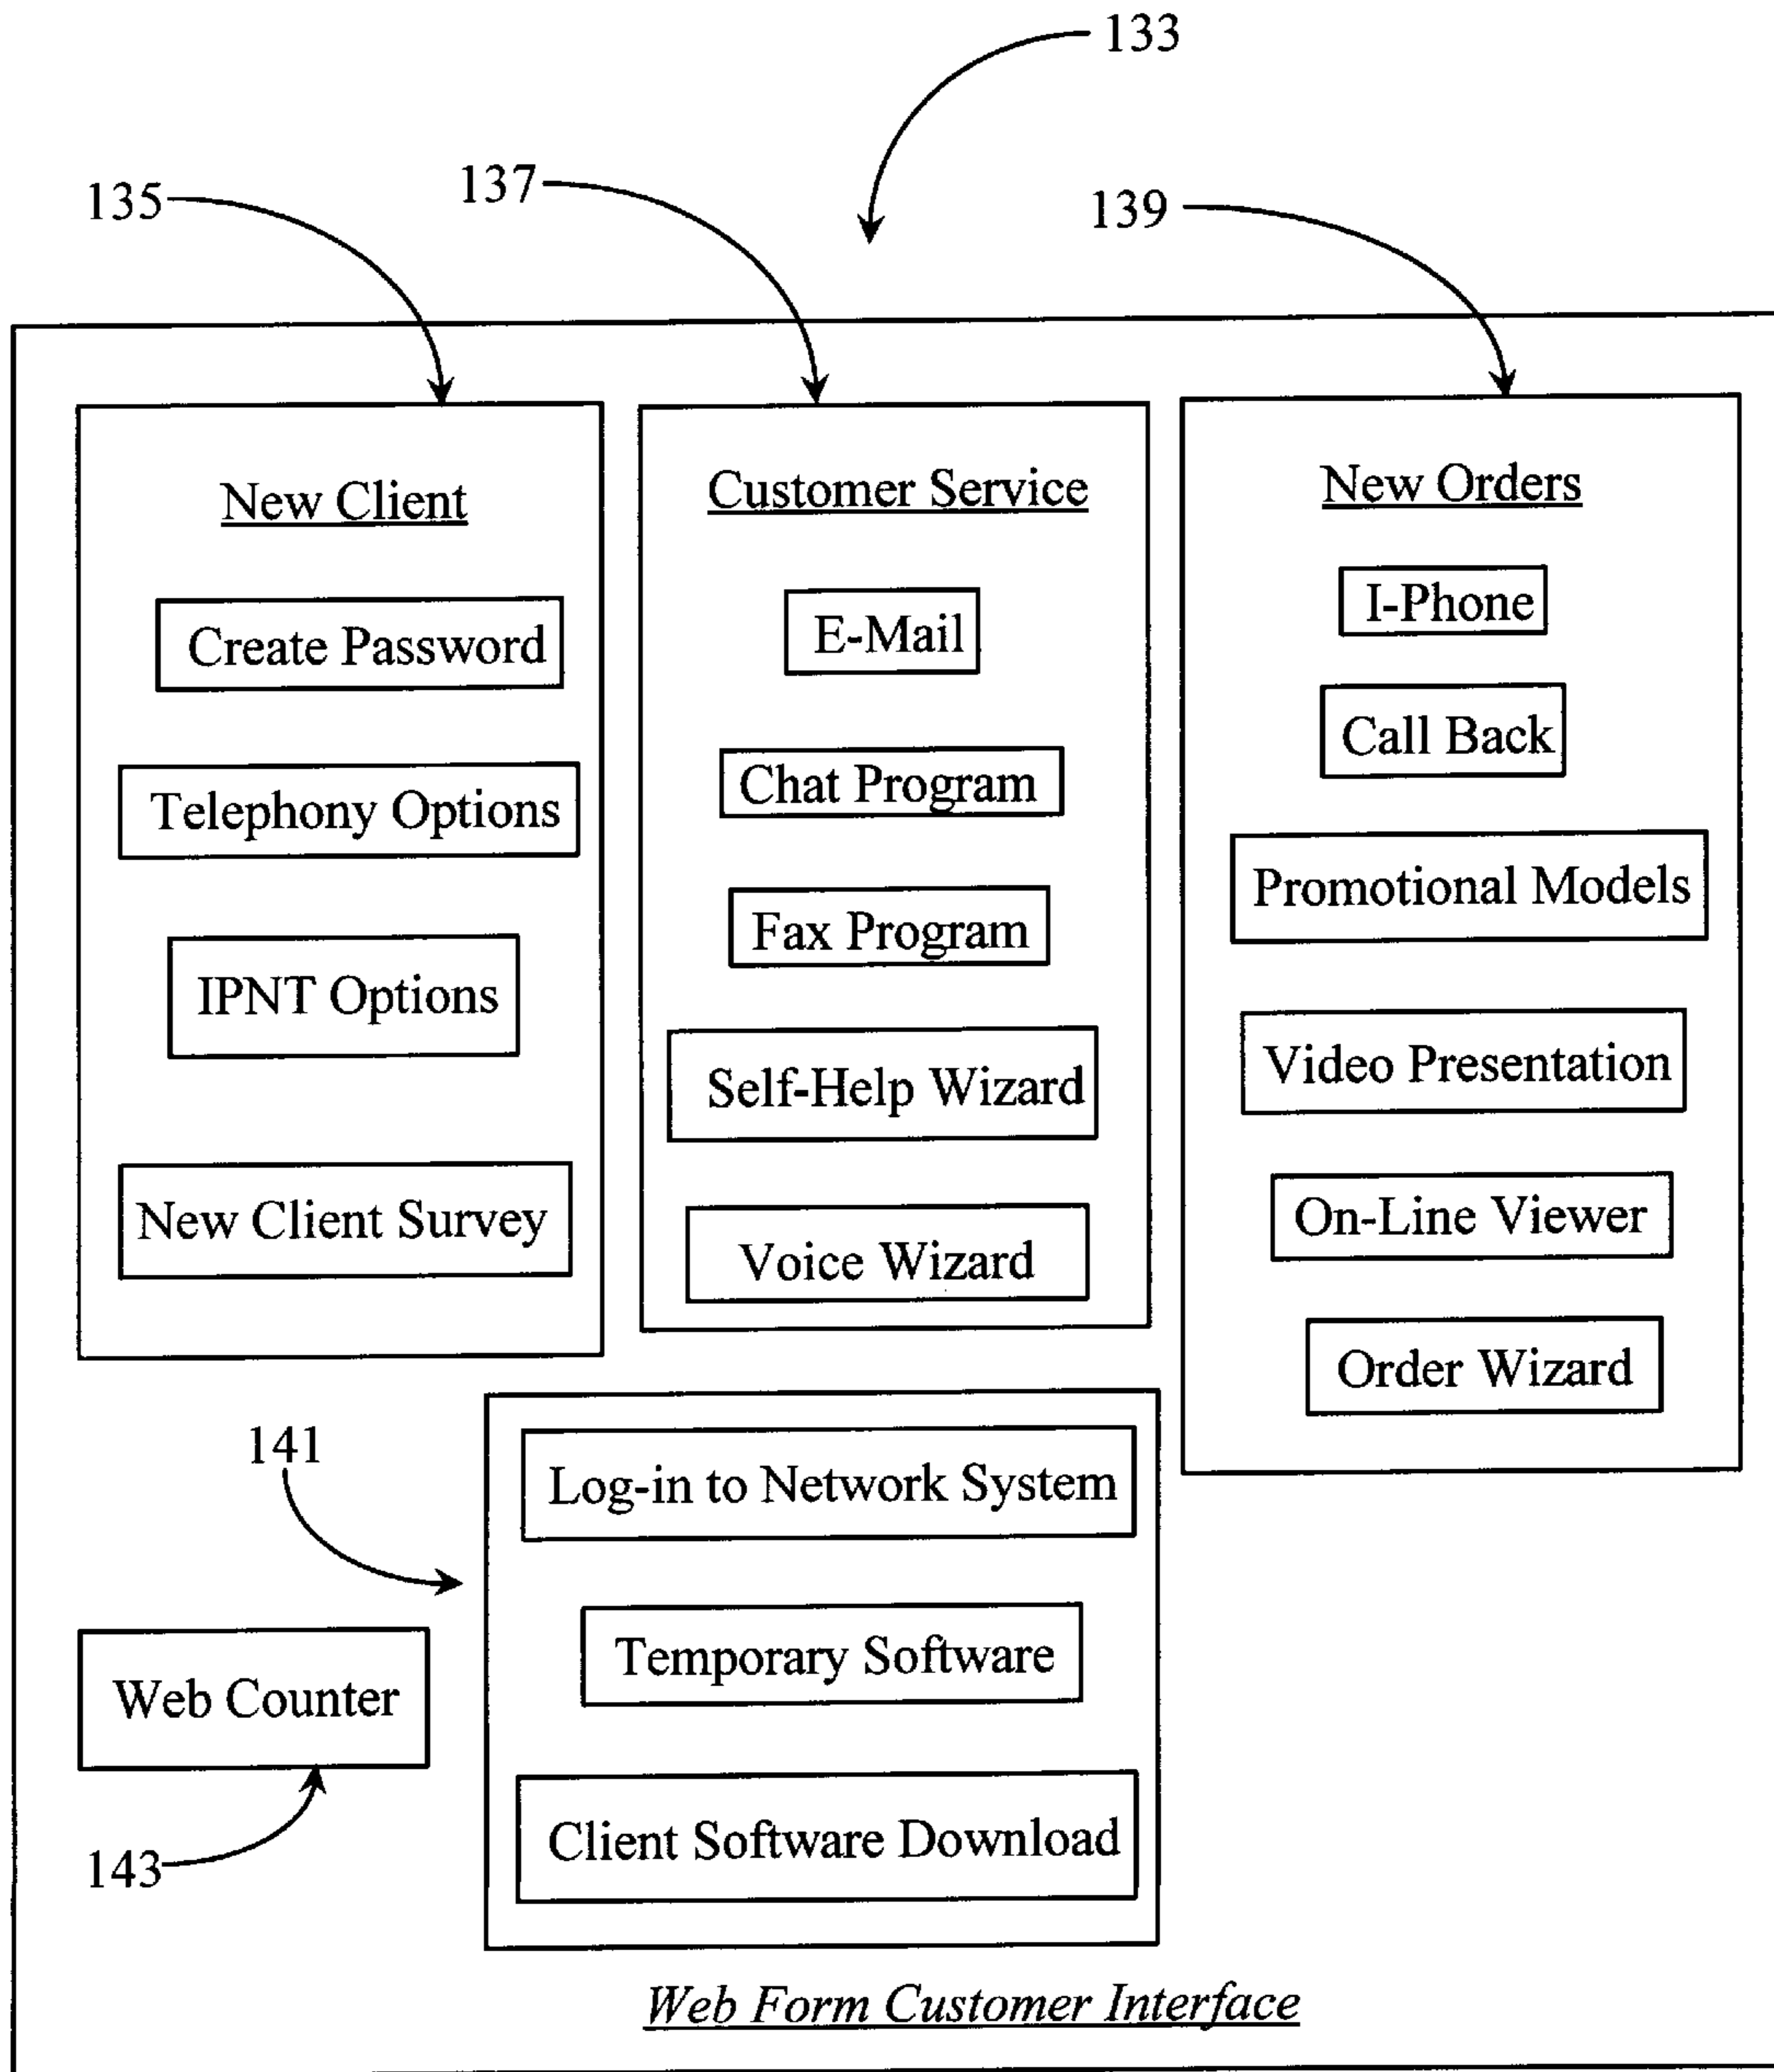 133
135
137
139
New Client
Create Password
Telephony Options
IPNT Options
New Client Survey
Customer Service
E-Mail
Chat Program
Fax Program
Self-Help Wizard
Voice Wizard
New Orders
I-Phone
Call Back
Promotional Models
Video Presentation
On-Line Viewer
Order Wizard
141
Log-in to Network System
Temporary Software
Client Software Download
Web Counter
143
Web Form Customer Interface